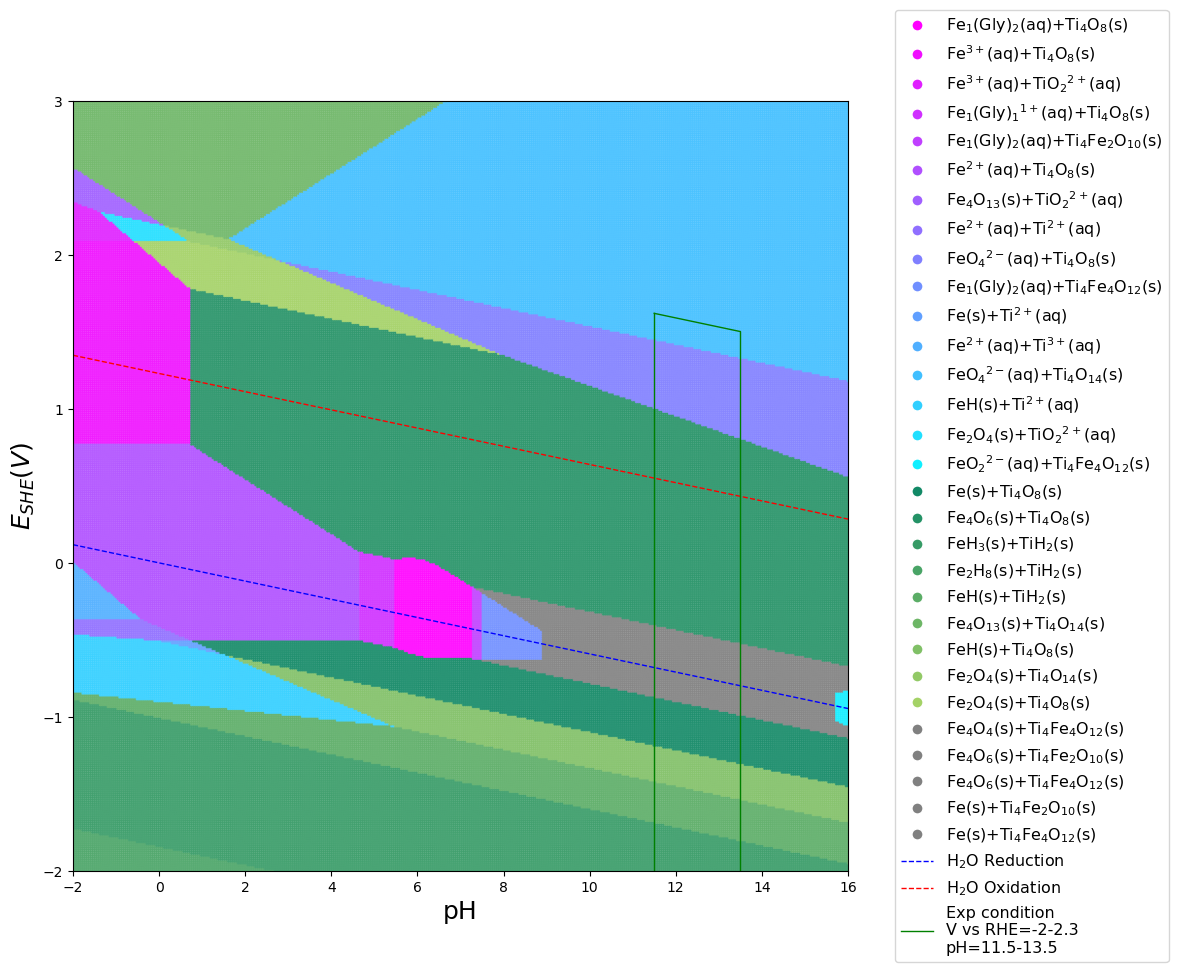 3
2
1
0
−1
−2
−2
0
2
4
6
8
10
12
14
16
E_SHE(V)
pH
Fe₁(Gly)₂(aq)+Ti₄O₈(s)
Fe³⁺(aq)+Ti₄O₈(s)
Fe³⁺(aq)+TiO₂²⁺(aq)
Fe₁(Gly)₁¹⁺(aq)+Ti₄O₈(s)
Fe₁(Gly)₂(aq)+Ti₄Fe₂O₁₀(s)
Fe²⁺(aq)+Ti₄O₈(s)
Fe₄O₁₃(s)+TiO₂²⁺(aq)
Fe²⁺(aq)+Ti²⁺(aq)
FeO₄²⁻(aq)+Ti₄O₈(s)
Fe₁(Gly)₂(aq)+Ti₄Fe₄O₁₂(s)
Fe(s)+Ti²⁺(aq)
Fe²⁺(aq)+Ti³⁺(aq)
FeO₄²⁻(aq)+Ti₄O₁₄(s)
FeH(s)+Ti²⁺(aq)
Fe₂O₄(s)+TiO₂²⁺(aq)
FeO₂²⁻(aq)+Ti₄Fe₄O₁₂(s)
Fe(s)+Ti₄O₈(s)
Fe₄O₆(s)+Ti₄O₈(s)
FeH₃(s)+TiH₂(s)
Fe₂H₈(s)+TiH₂(s)
FeH(s)+TiH₂(s)
Fe₄O₁₃(s)+Ti₄O₁₄(s)
FeH(s)+Ti₄O₈(s)
Fe₂O₄(s)+Ti₄O₁₄(s)
Fe₂O₄(s)+Ti₄O₈(s)
Fe₄O₄(s)+Ti₄Fe₄O₁₂(s)
Fe₄O₆(s)+Ti₄Fe₂O₁₀(s)
Fe₄O₆(s)+Ti₄Fe₄O₁₂(s)
Fe(s)+Ti₄Fe₂O₁₀(s)
Fe(s)+Ti₄Fe₄O₁₂(s)
H₂O Reduction
H₂O Oxidation
Exp condition
V vs RHE=-2-2.3
pH=11.5-13.5